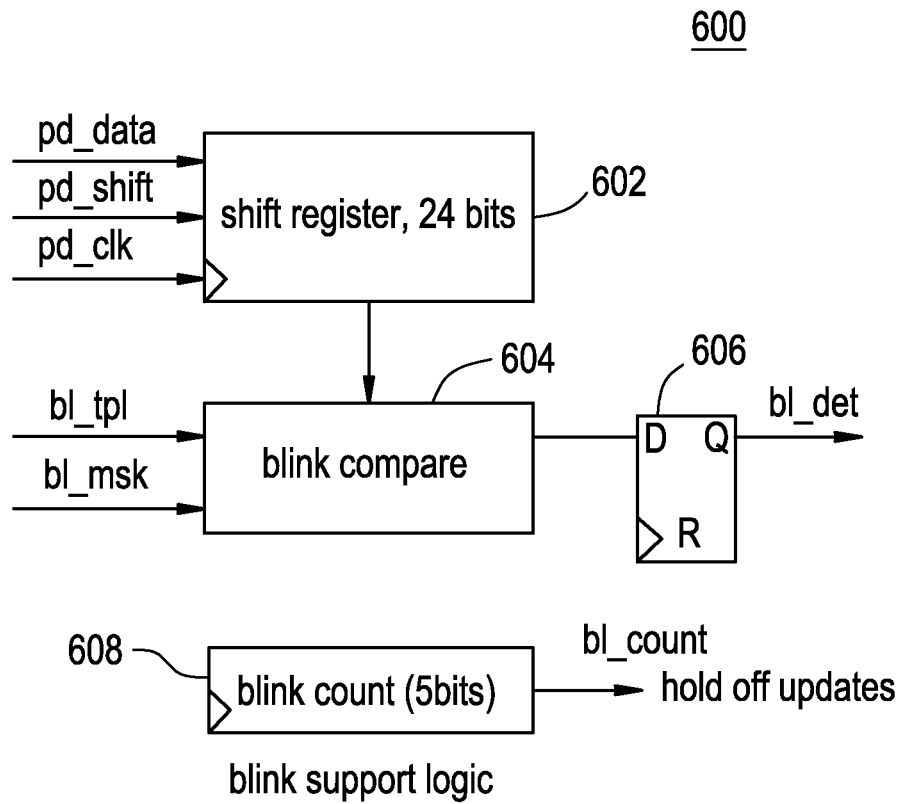 600
pd_data
pd_shift
pd_clk
shift register, 24 bits
602
604
bl_tpl
bl_msk
blink compare
606
D Q
R
bl_det
608
blink count (5bits)
bl_count
hold off updates
blink support logic